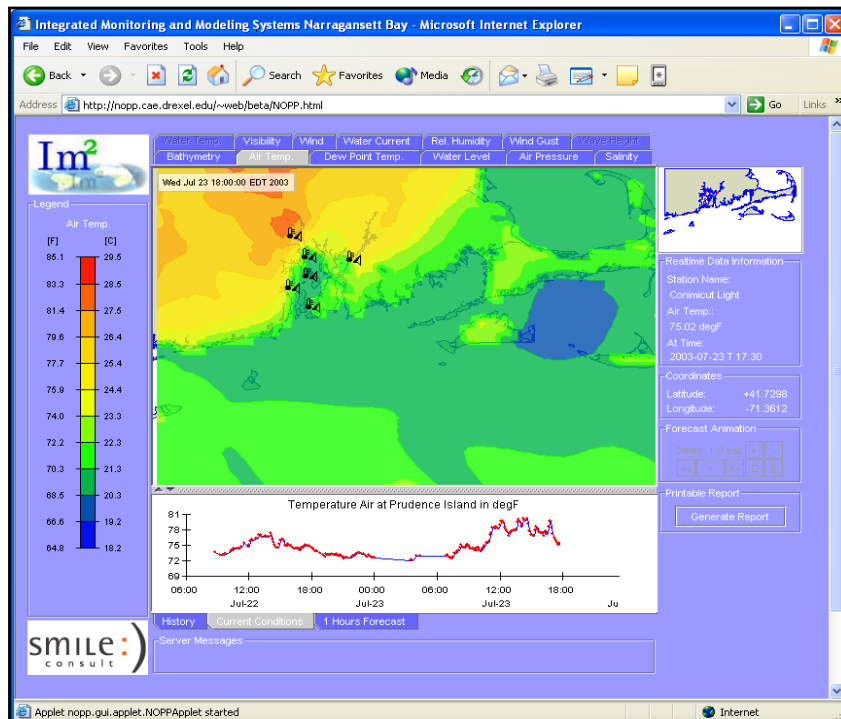 Integrated Monitoring and Modeling Systems Narragansett Bay - Microsoft Internet Explorer
File Edit View Favorites Tools Help
Back Search Favorites Media
Address http://nopp.cae.drexel.edu/~web/beta/NOPP.html Go Links »
Im2
Im2
Water Temp. Visibility Wind Water Current Rel. Humidity Wind Gust Wave Height
Bathymetry Air Temp. Dew Point Temp. Water Level Air Pressure Salinity
Wed Jul 23 18:00:00 EDT 2003
Legend
Air Temp.
[F] [C]
85.1 29.5
83.3 28.5
81.4 27.5
79.6 26.4
77.7 25.4
75.9 24.4
74.0 23.3
72.2 22.3
70.3 21.3
68.5 20.3
66.6 19.2
64.8 18.2
Realtime Data Information
Station Name:
Conimicut Light
Air Temp.:
75.02 degF
At Time:
2003-07-23 T 17:30
Coordinates
Latitude: +41.7298
Longitude: -71.3612
Forecast Animation
Delay: 1.0 sec + -
<< < >> 0
Printable Report
Generate Report
Temperature Air at Prudence Island in degF
81
78
75
72
69
06:00 12:00 18:00 00:00 06:00 12:00 18:00
Jul-22 Jul-23 Jul-23 Ju
History Current Conditions 1 Hours Forecast
Server Messages
smile:)
consult
Applet nopp.gui.applet.NOPPApplet started Internet